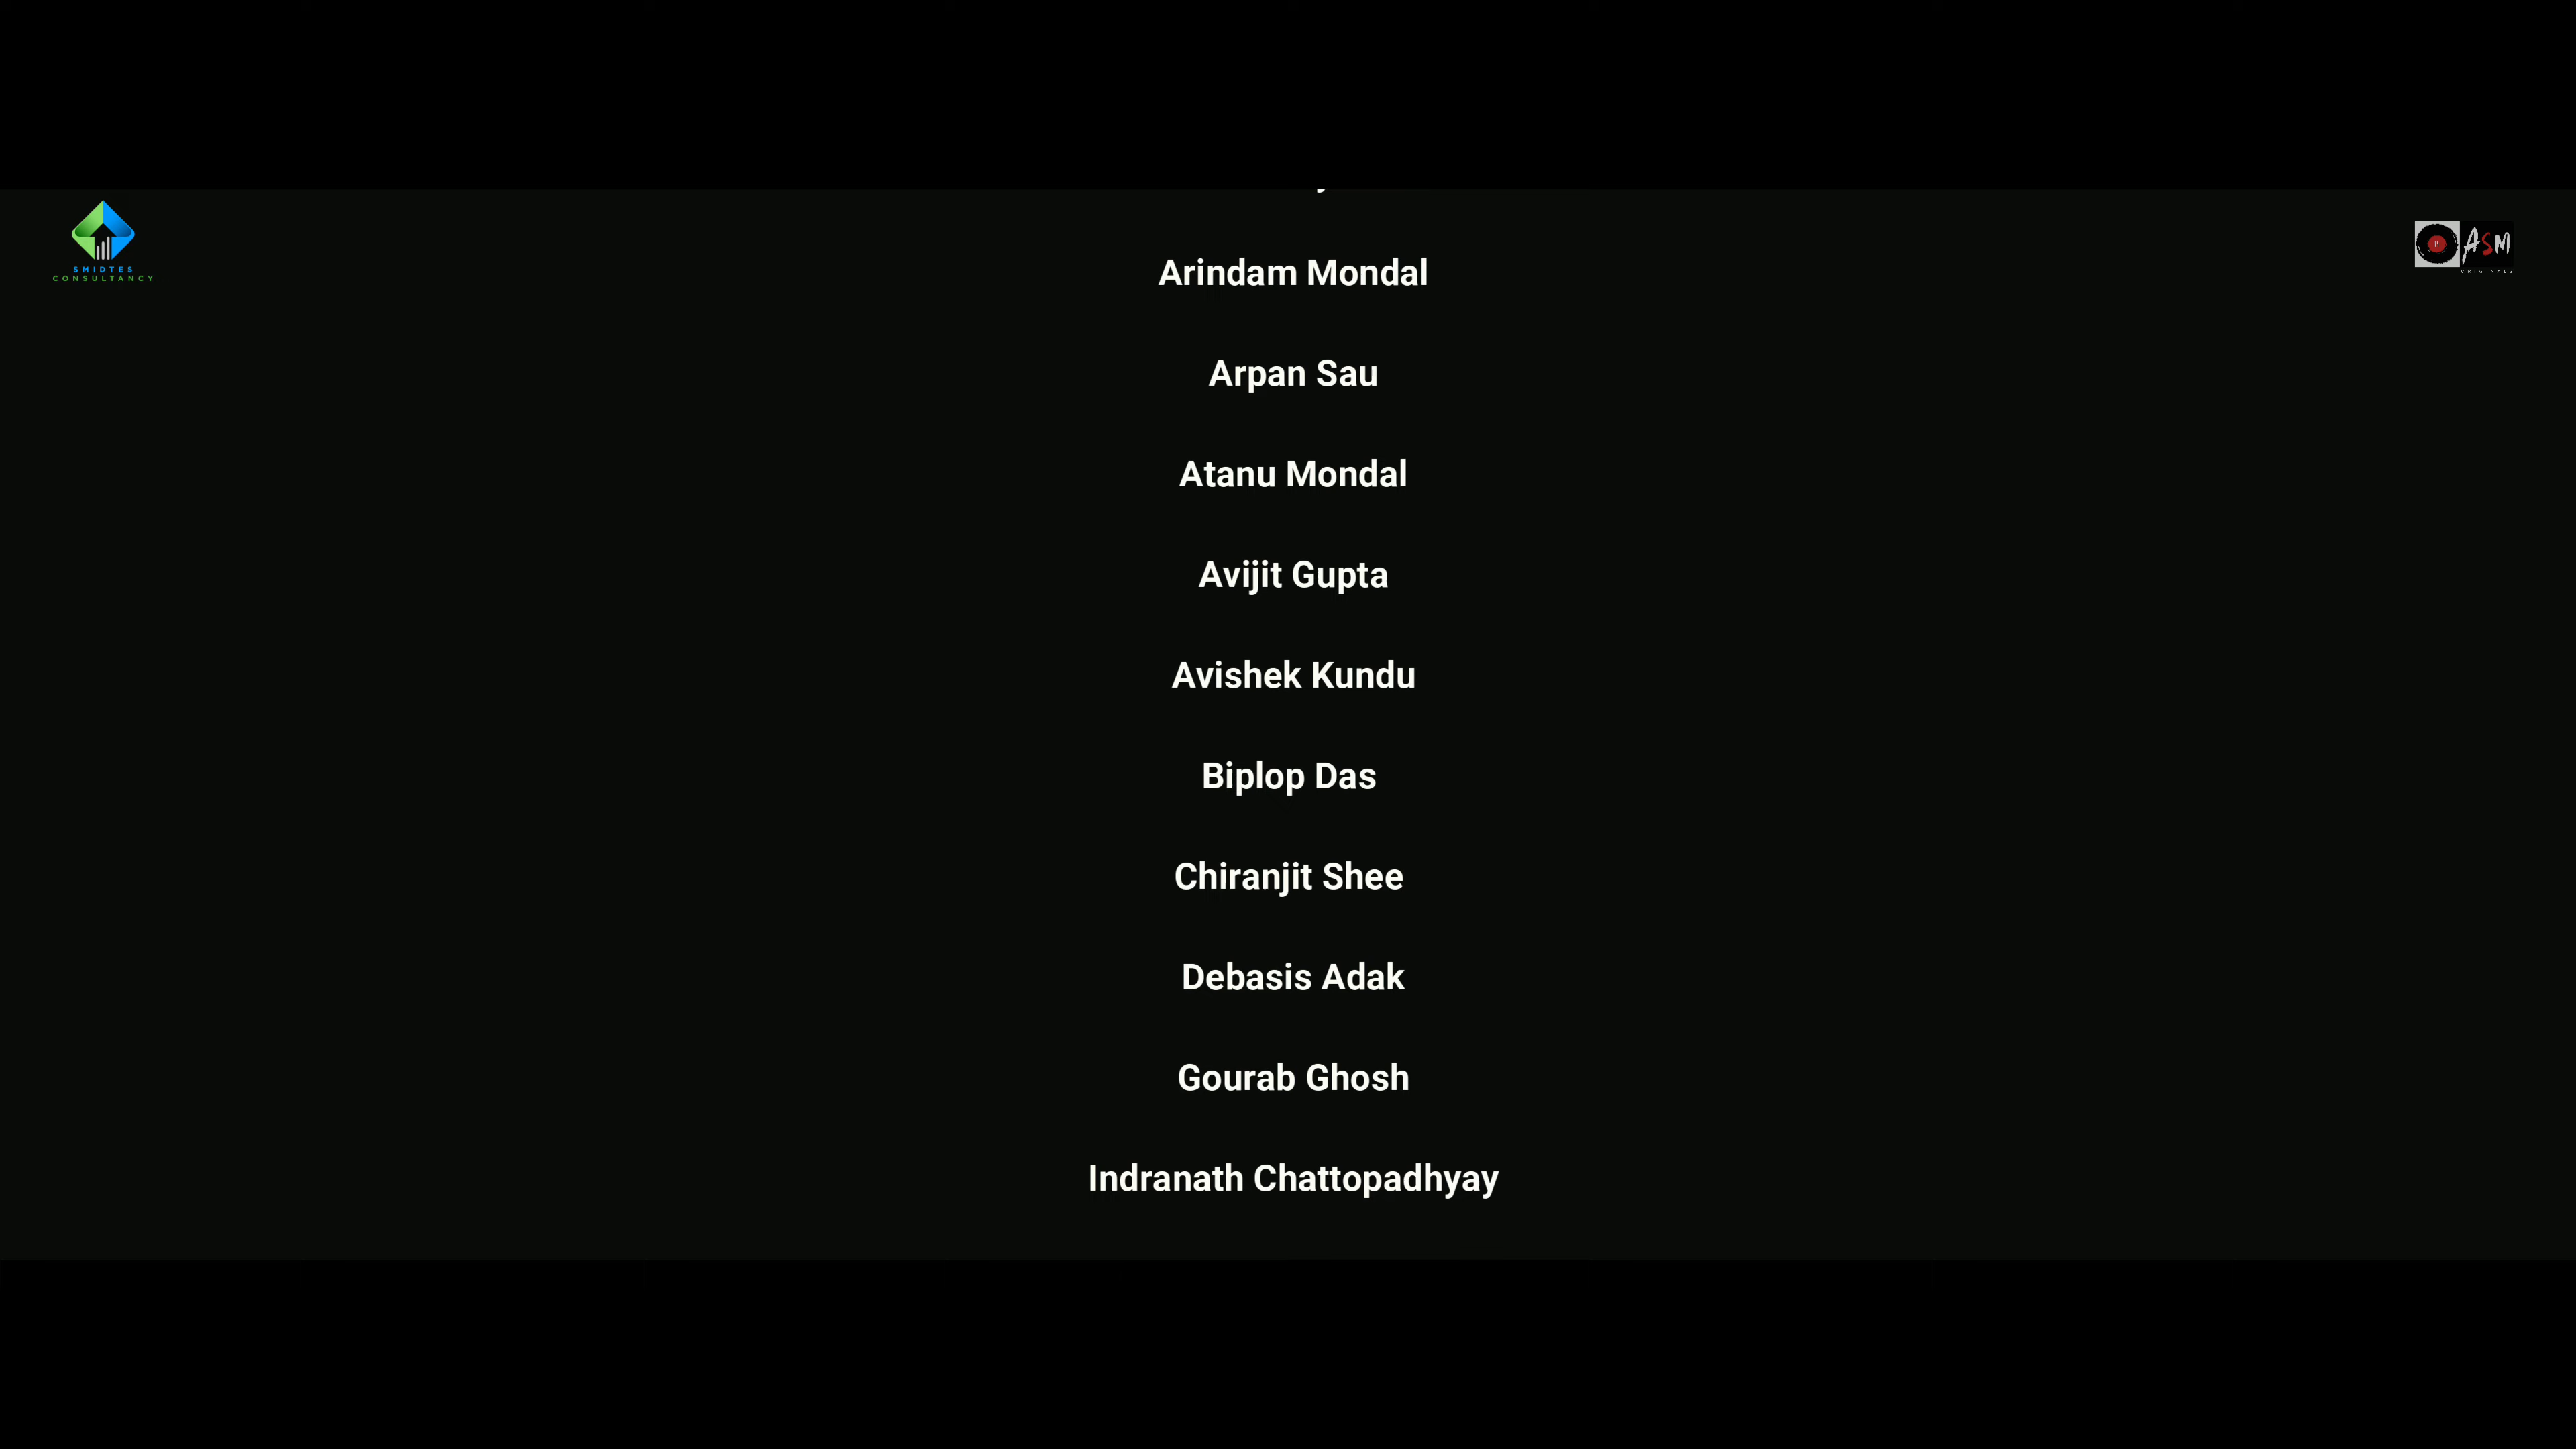 SMIDTES
CONSULTANCY
ASM
ORIGINALS
Arindam Mondal
Arpan Sau
Atanu Mondal
Avijit Gupta
Avishek Kundu
Biplop Das
Chiranjit Shee
Debasis Adak
Gourab Ghosh
Indranath Chattopadhyay